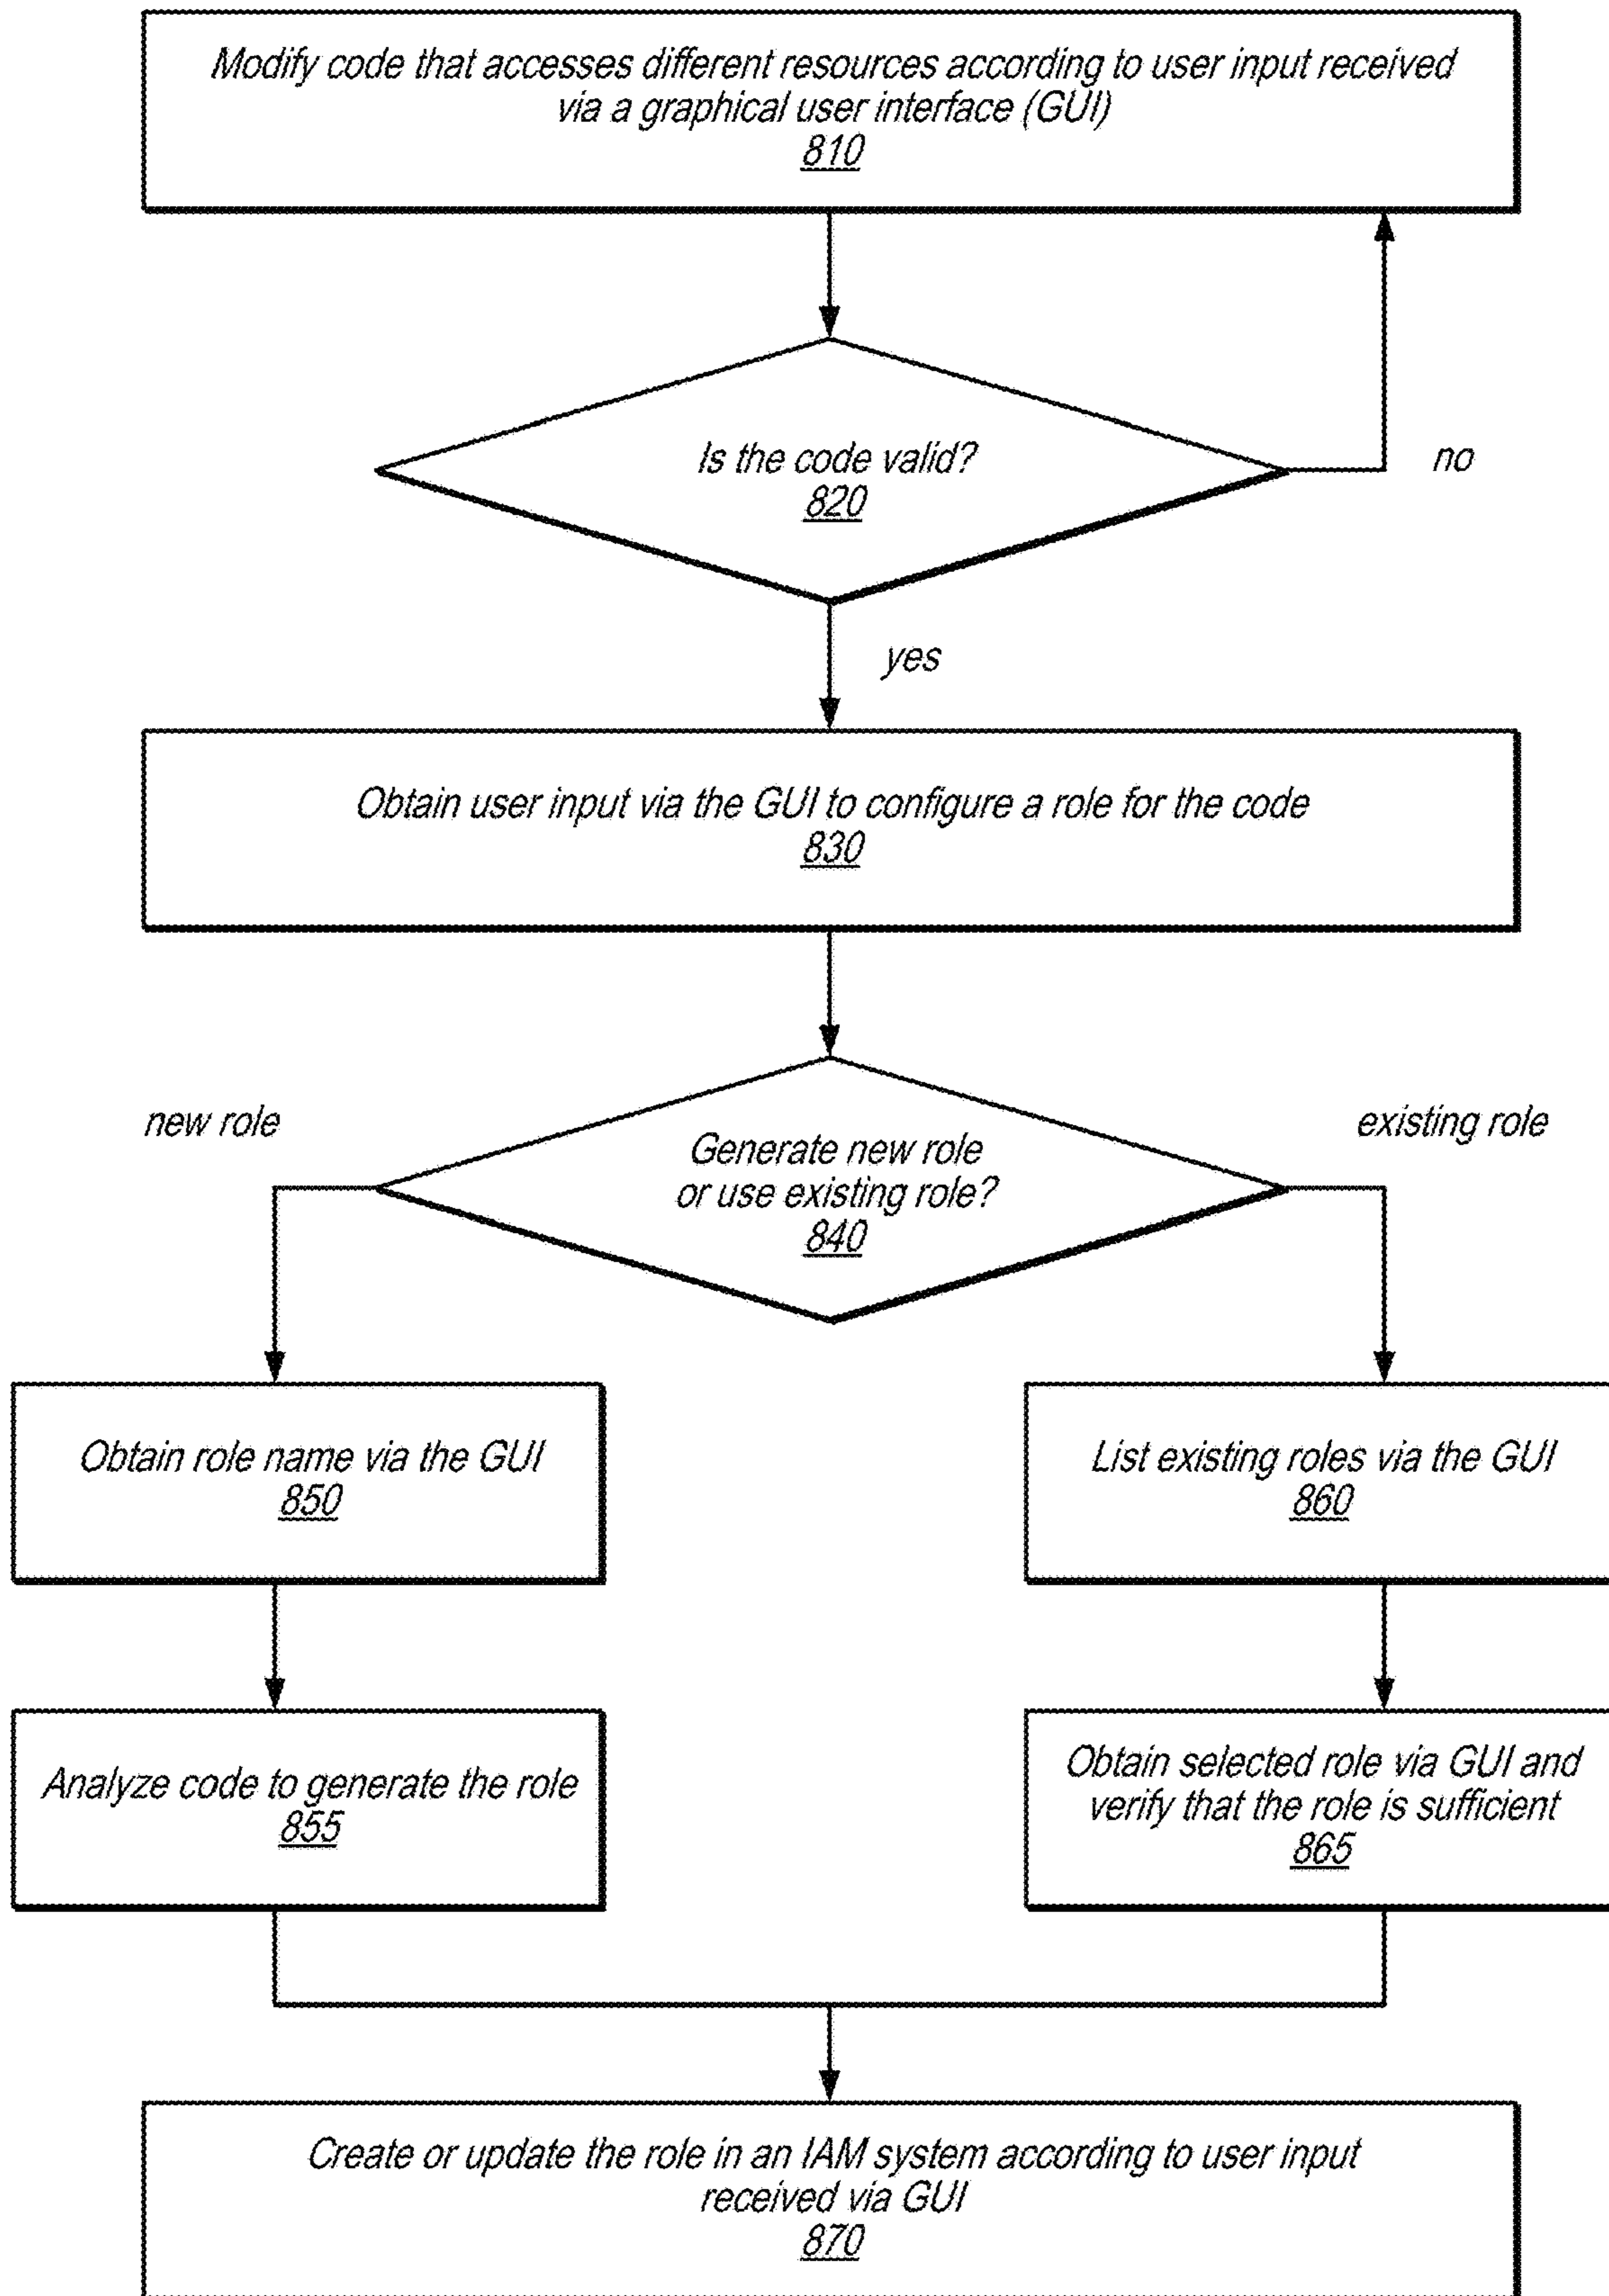 Modify code that accesses different resources according to user input received
via a graphical user interface (GUI)
810
Is the code valid?
820
no
yes
Obtain user input via the GUI to configure a role for the code
830
new role
existing role
Generate new role
or use existing role?
840
Obtain role name via the GUI
850
List existing roles via the GUI
860
Analyze code to generate the role
855
Obtain selected role via GUI and
verify that the role is sufficient
865
Create or update the role in an IAM system according to user input
received via GUI
870